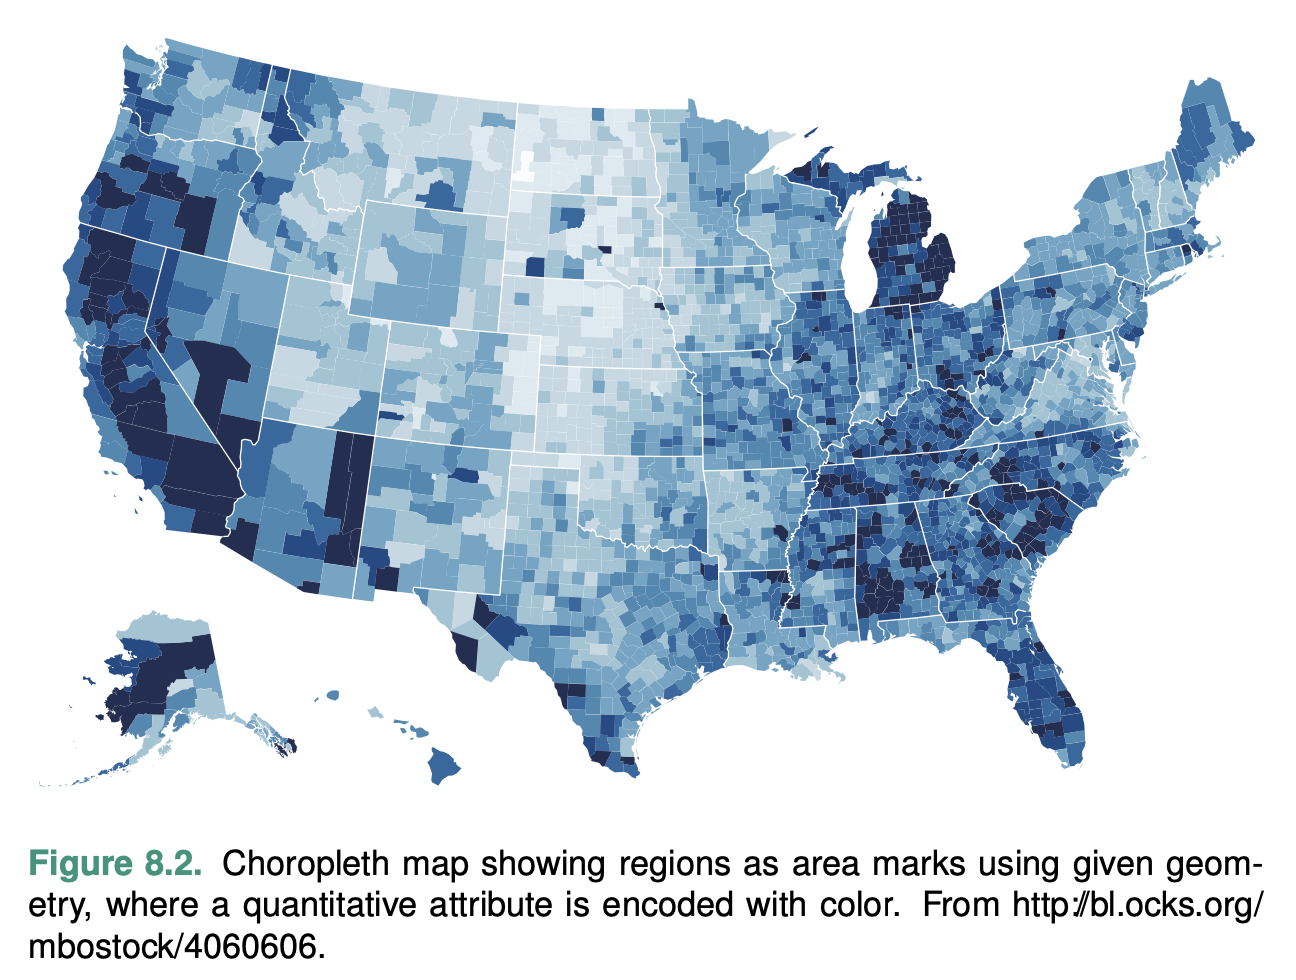 Figure 8.2. Choropleth map showing regions as area marks using given geom-
etry, where a quantitative attribute is encoded with color. From http://bl.ocks.org/
mbostock/4060606.